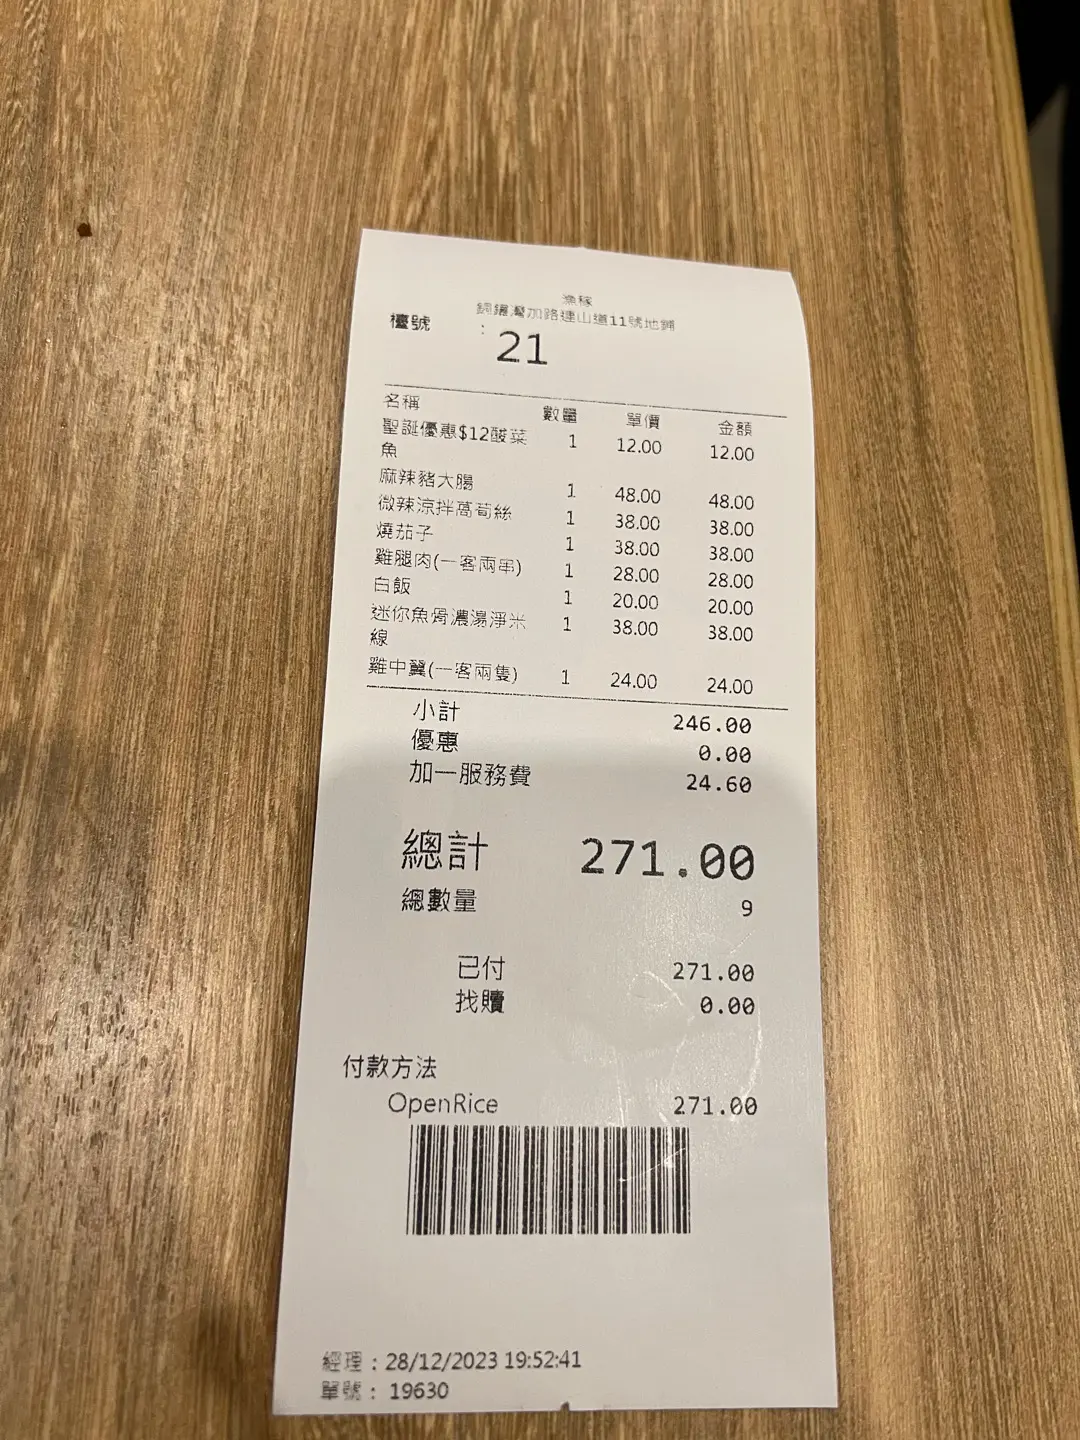 漁稼
銅鑼灣加路連山道11號地鋪
檯號 : 21
名稱 數量 單價 金額
聖誕優惠$12酸菜 1 12.00 12.00
魚
麻辣豬大腸 1 48.00 48.00
微辣涼拌萵荀絲 1 38.00 38.00
燒茄子 1 38.00 38.00
雞腿肉(一客兩串) 1 28.00 28.00
白飯 1 20.00 20.00
迷你魚骨濃湯淨米 1 38.00 38.00
線
雞中翼(一客兩隻) 1 24.00 24.00
小計 246.00
優惠 0.00
加一服務費 24.60
總計 271.00
總數量 9
已付 271.00
找贖 0.00
付款方法
OpenRice 271.00
經理 : 28/12/2023 19:52:41
單號 : 19630